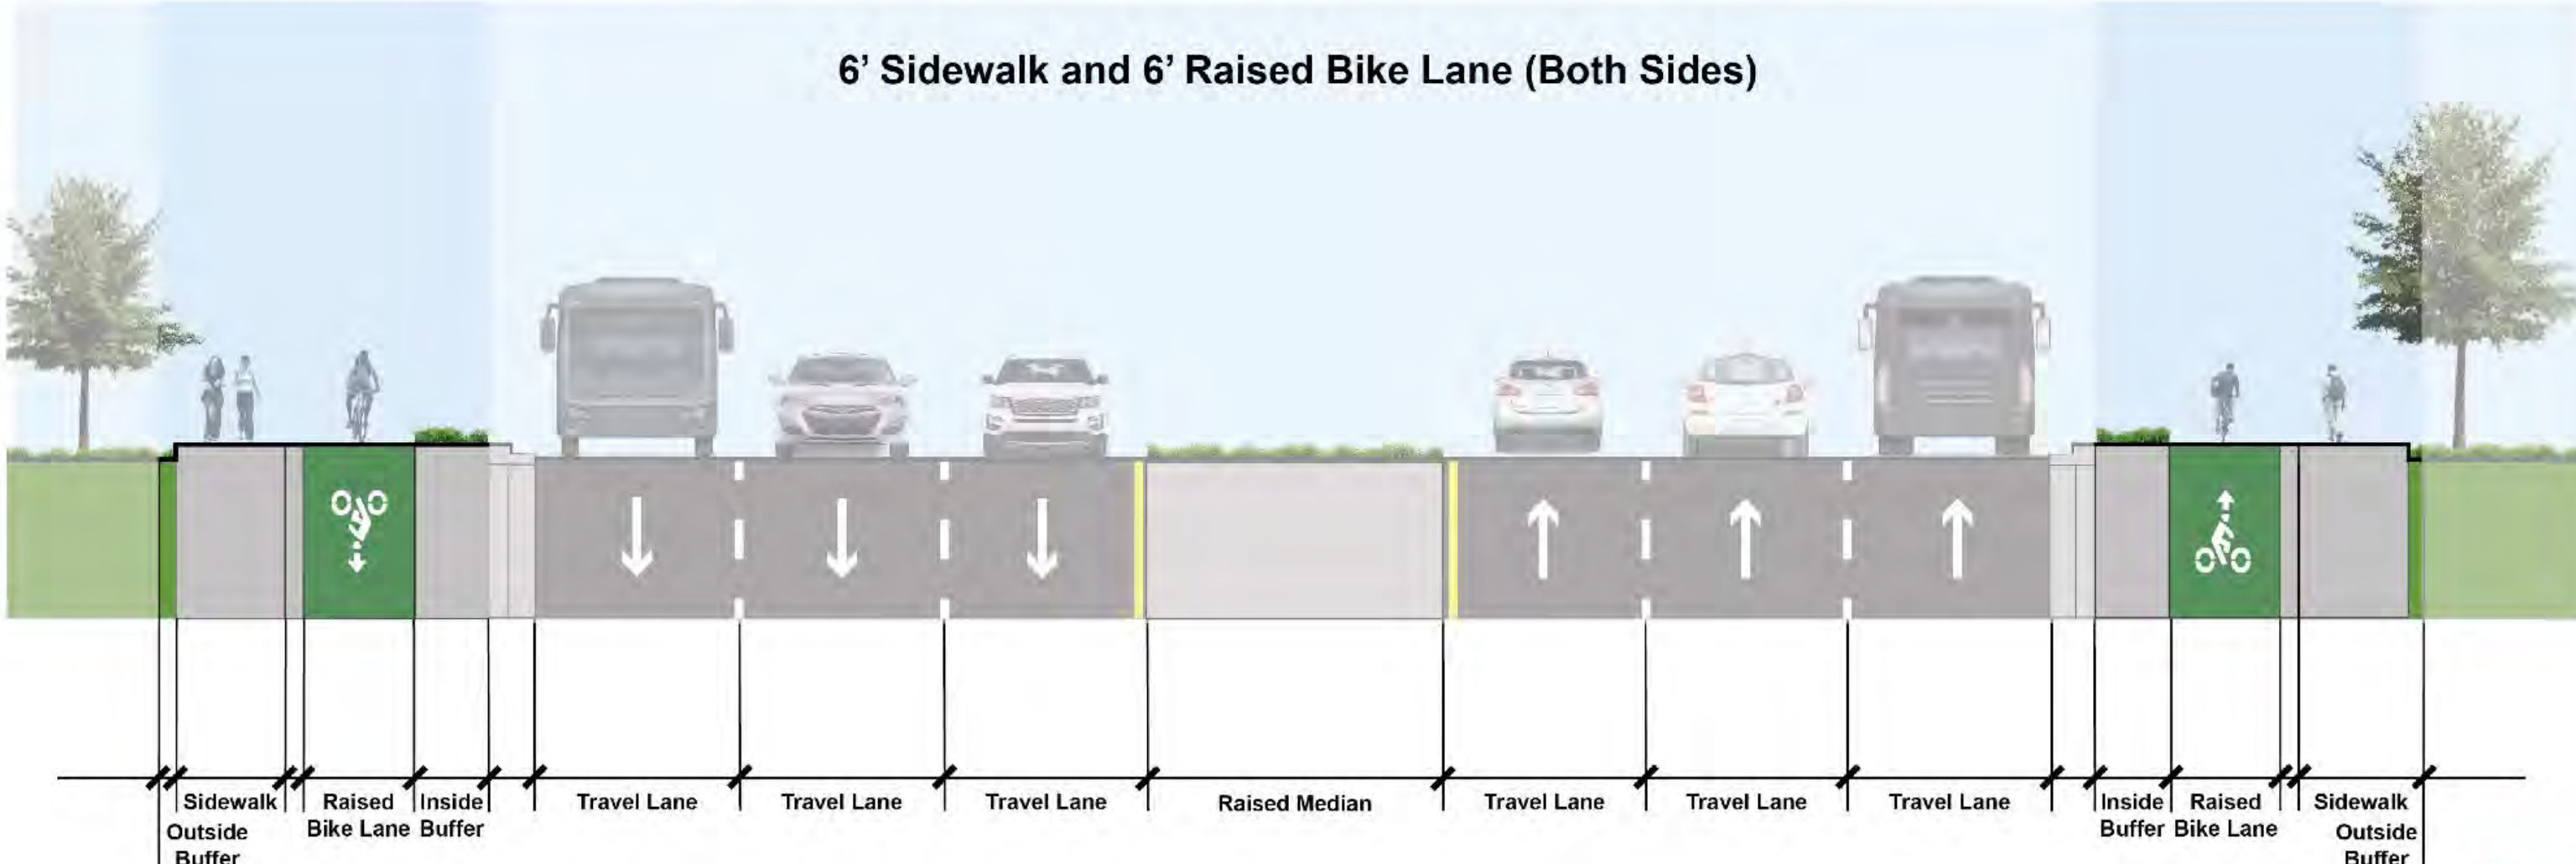 6’ Sidewalk and 6’ Raised Bike Lane (Both Sides)
Sidewalk
Outside
Buffer
Raised
Bike Lane
Inside
Buffer
Travel Lane
Travel Lane
Travel Lane
Raised Median
Travel Lane
Travel Lane
Travel Lane
Inside
Buffer
Raised
Bike Lane
Sidewalk
Outside
Buffer